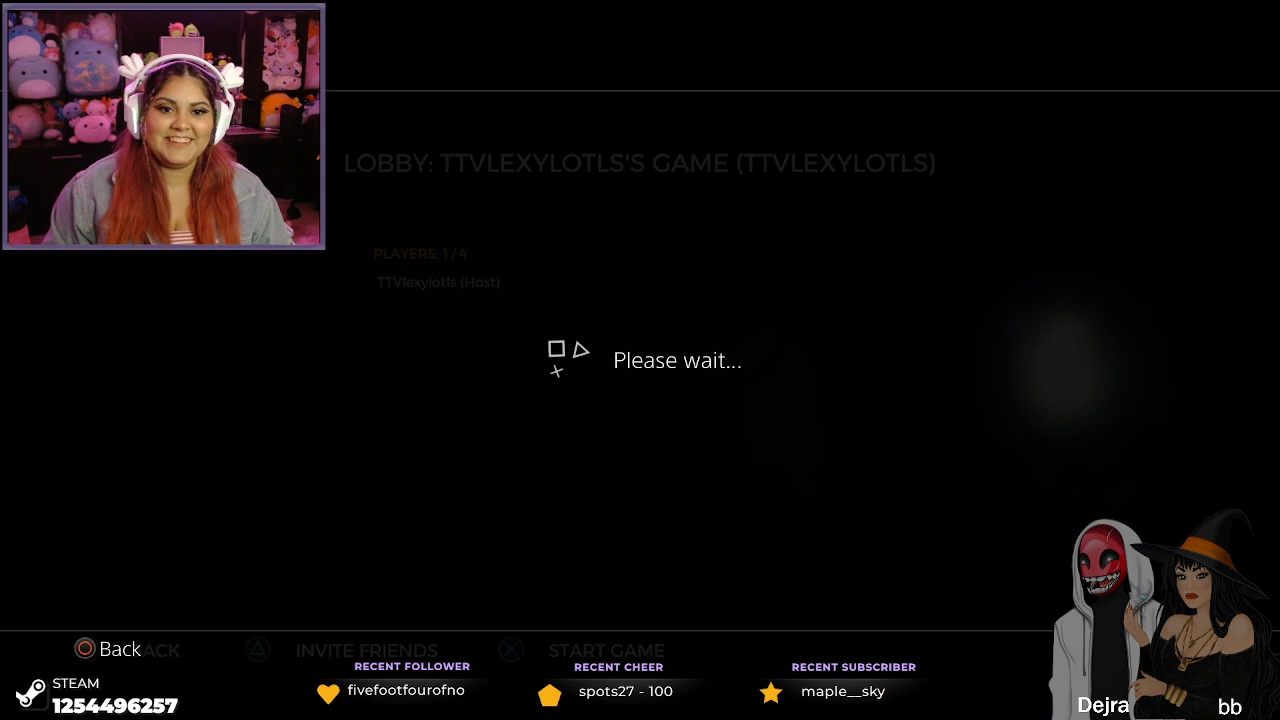 LOBBY: TTVLEXYLOTLS'S GAME (TTVLEXYLOTLS)
PLAYERS: 1 / 4
TTVlexylotls (Host)
Please wait...
Back
ACK
INVITE FRIENDS
START GAME
RECENT FOLLOWER
fivefootfourofno
RECENT CHEER
spots27 - 100
RECENT SUBSCRIBER
maple__sky
STEAM
1254496257
Dejra
bb